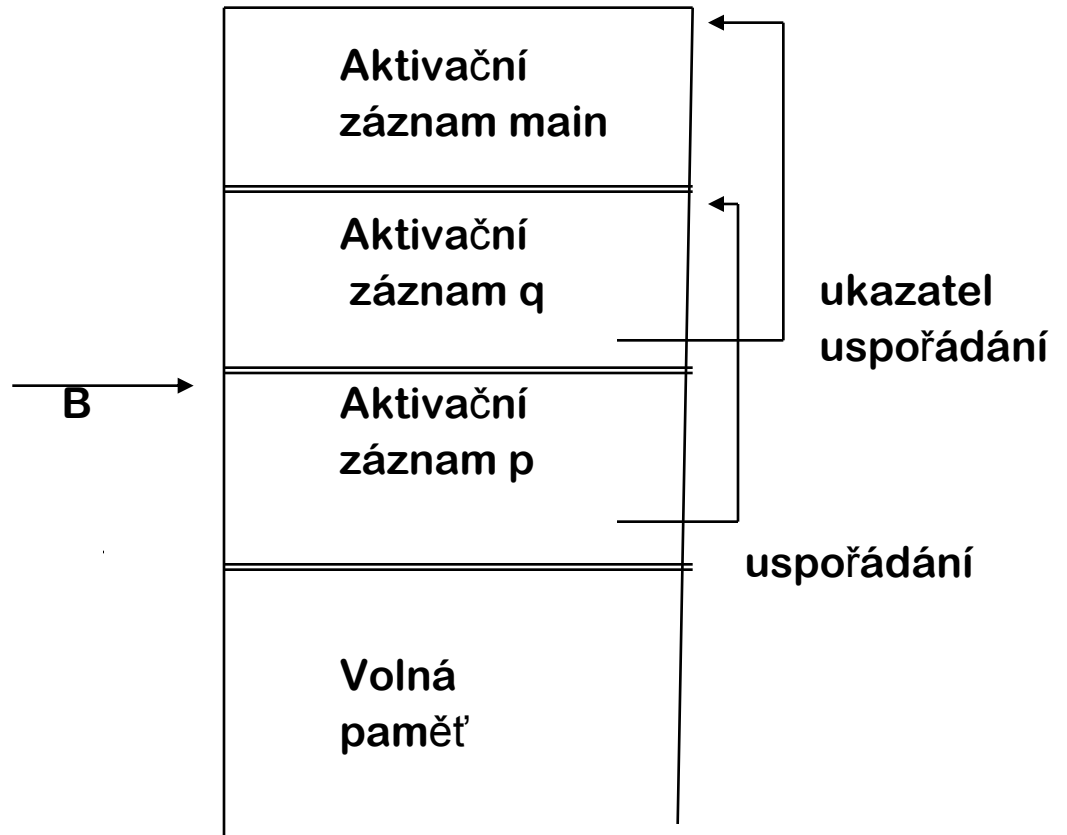 Aktivační
záznam main
Aktivační
záznam q
ukazatel
uspořádání
B
Aktivační
záznam p
uspořádání
Volná
paměť